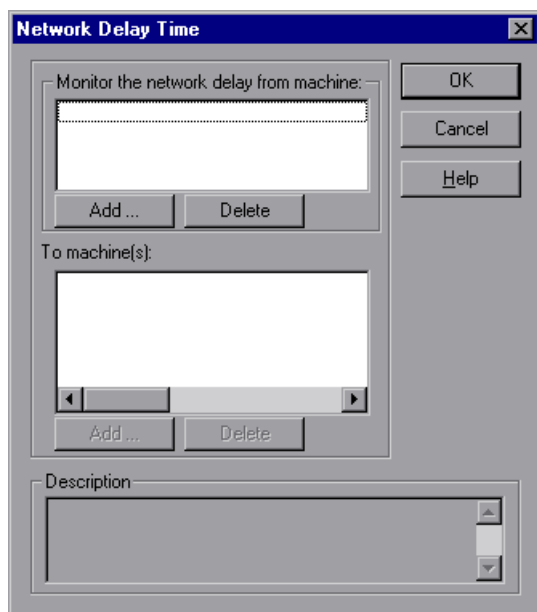 Network Delay Time
Monitor the network delay from machine:
OK
Cancel
Help
Add ...
Delete
To machine(s):
Add ...
Delete
Description